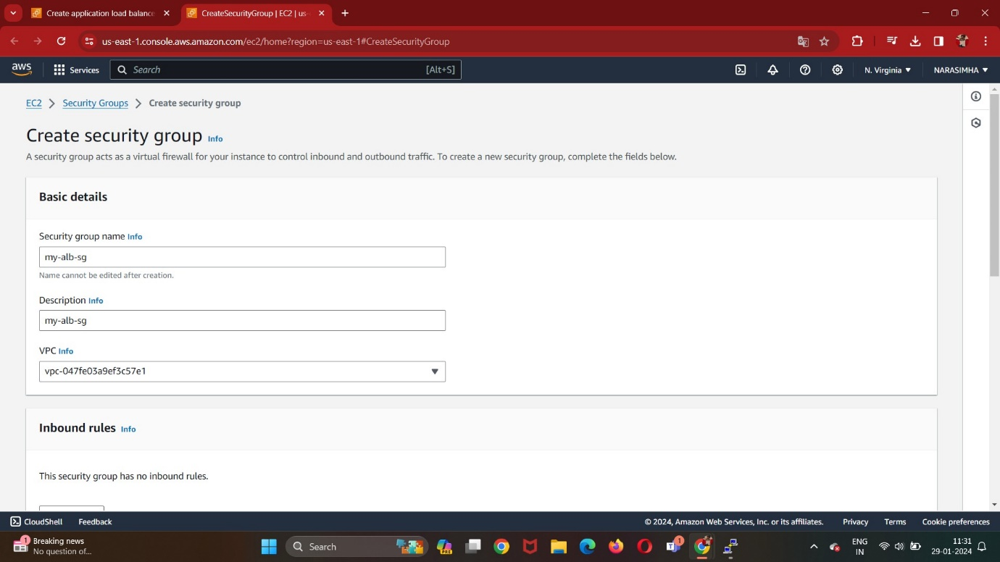 Create application load balance
CreateSecurityGroup | EC2 | us-
us-east-1.console.aws.amazon.com/ec2/home?region=us-east-1#CreateSecurityGroup
aws
Services
Search
[Alt+S]
N. Virginia
NARASIMHA
EC2
Security Groups
Create security group
Create security group Info
A security group acts as a virtual firewall for your instance to control inbound and outbound traffic. To create a new security group, complete the fields below.
Basic details
Security group name Info
my-alb-sg
Name cannot be edited after creation.
Description Info
my-alb-sg
VPC Info
vpc-047fe03a9ef3c57e1
Inbound rules Info
This security group has no inbound rules.
CloudShell
Feedback
© 2024, Amazon Web Services, Inc. or its affiliates.
Privacy
Terms
Cookie preferences
1
Breaking news
No question of...
Search
PRE
1
ENG
IN
11:31
29-01-2024